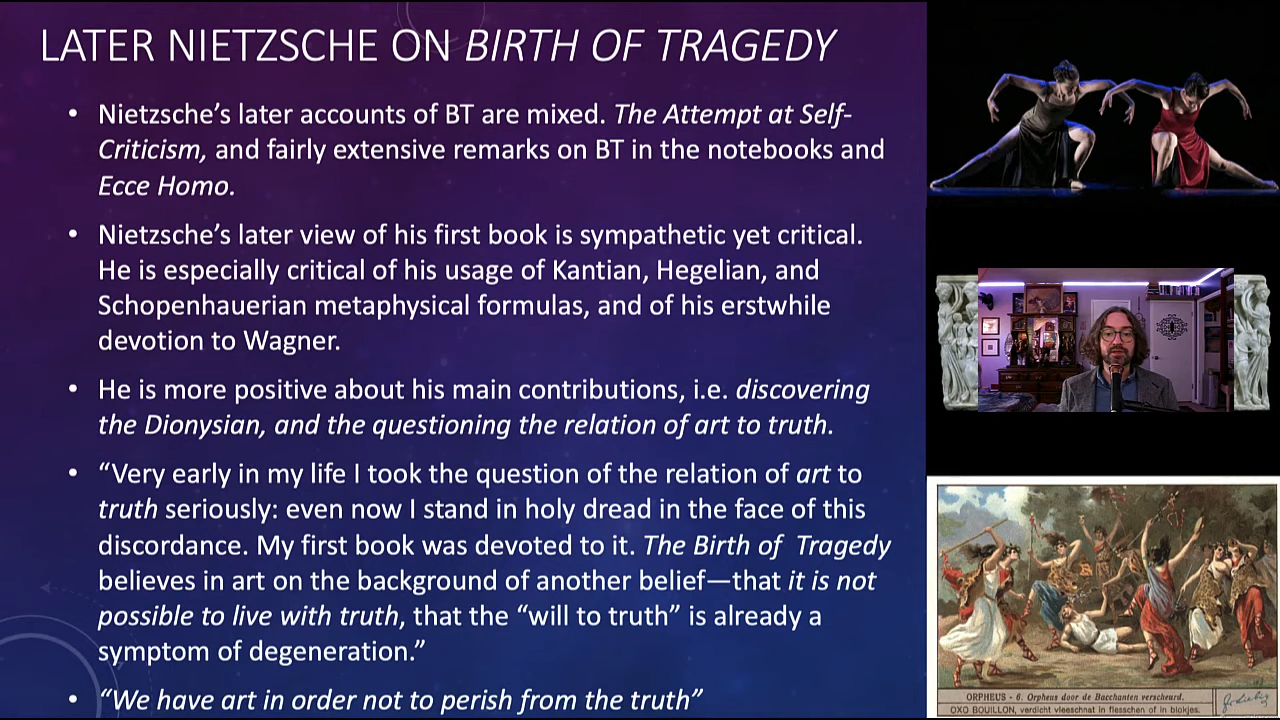 LATER NIETZSCHE ON BIRTH OF TRAGEDY
• Nietzsche’s later accounts of BT are mixed. The Attempt at Self-
Criticism, and fairly extensive remarks on BT in the notebooks and
Ecce Homo.
• Nietzsche’s later view of his first book is sympathetic yet critical.
He is especially critical of his usage of Kantian, Hegelian, and
Schopenhauerian metaphysical formulas, and of his erstwhile
devotion to Wagner.
• He is more positive about his main contributions, i.e. discovering
the Dionysian, and the questioning the relation of art to truth.
• “Very early in my life I took the question of the relation of art to
truth seriously: even now I stand in holy dread in the face of this
discordance. My first book was devoted to it. The Birth of Tragedy
believes in art on the background of another belief—that it is not
possible to live with truth, that the “will to truth” is already a
symptom of degeneration.”
• “We have art in order not to perish from the truth”
ORPHEUS - 6. Orpheus door de Bacchanten verscheurd.
OXO BOUILLON, verdicht vleeschnat in flesschen of in blokjes.